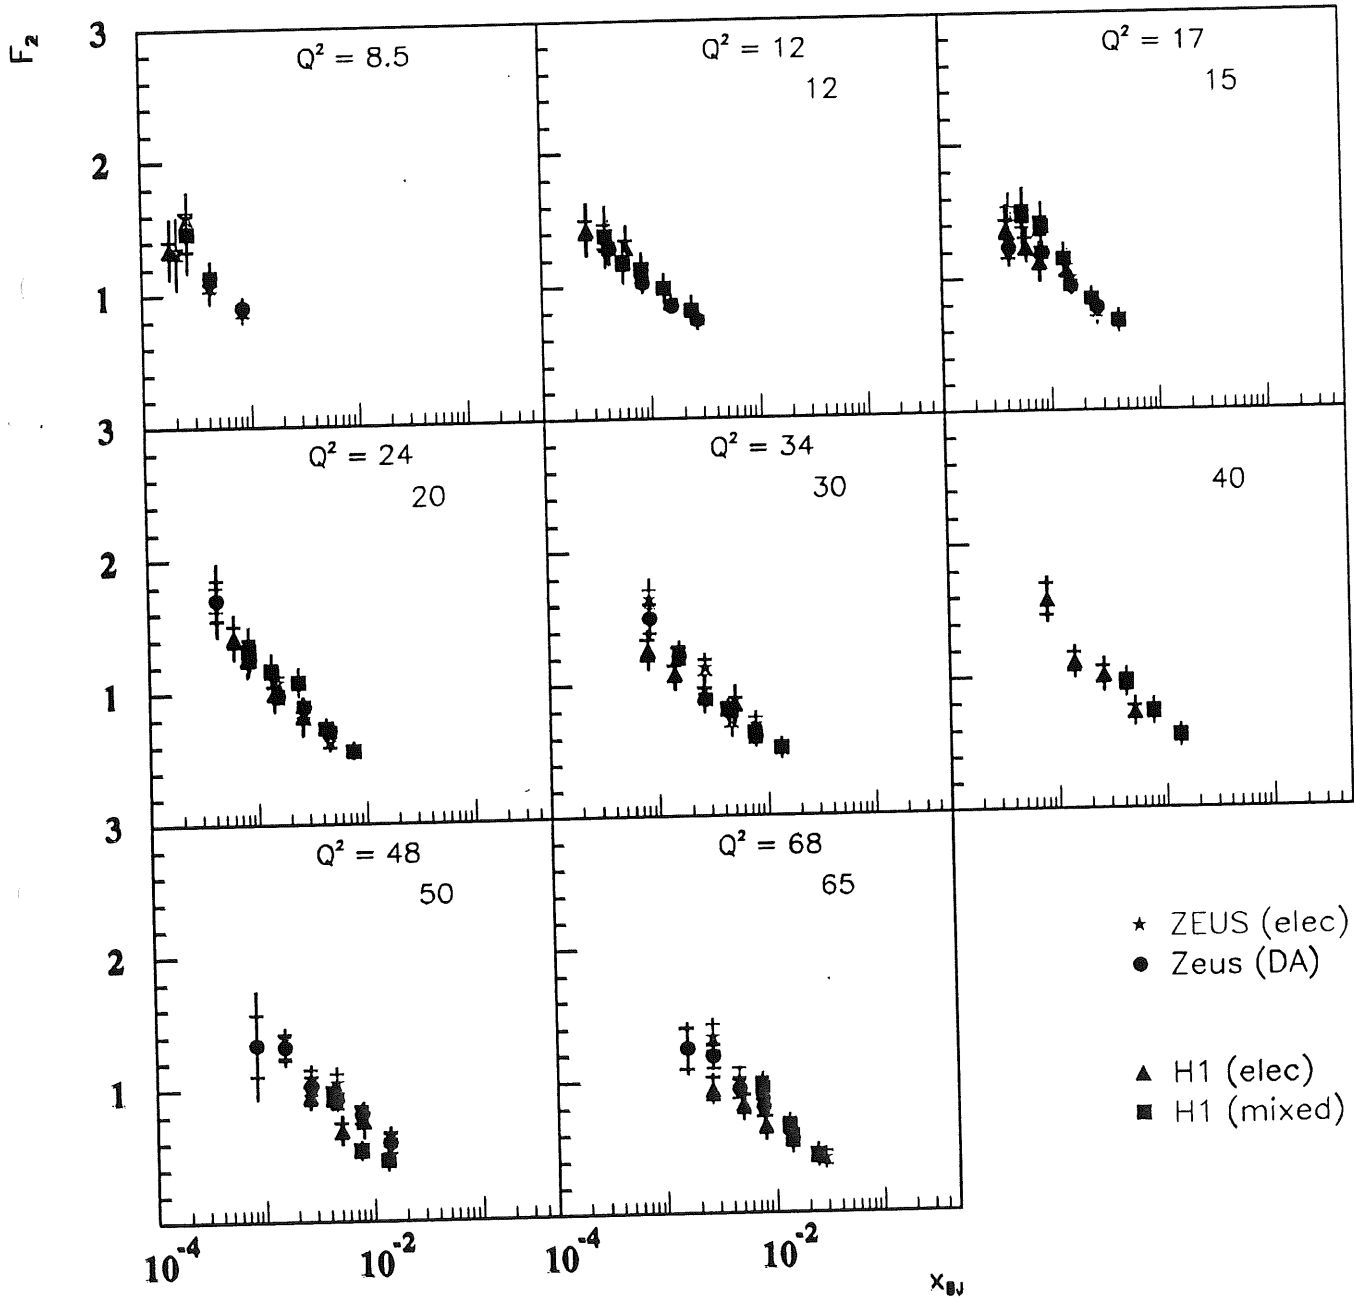 F₂
3
Q² = 8.5
Q² = 12
12
Q² = 17
15
2
1
3
Q² = 24
20
Q² = 34
30
40
2
1
3
Q² = 48
50
Q² = 68
65
2
1
ZEUS (elec)
Zeus (DA)
H1 (elec)
H1 (mixed)
10⁻⁴
10⁻²
10⁻⁴
10⁻²
x_BJ